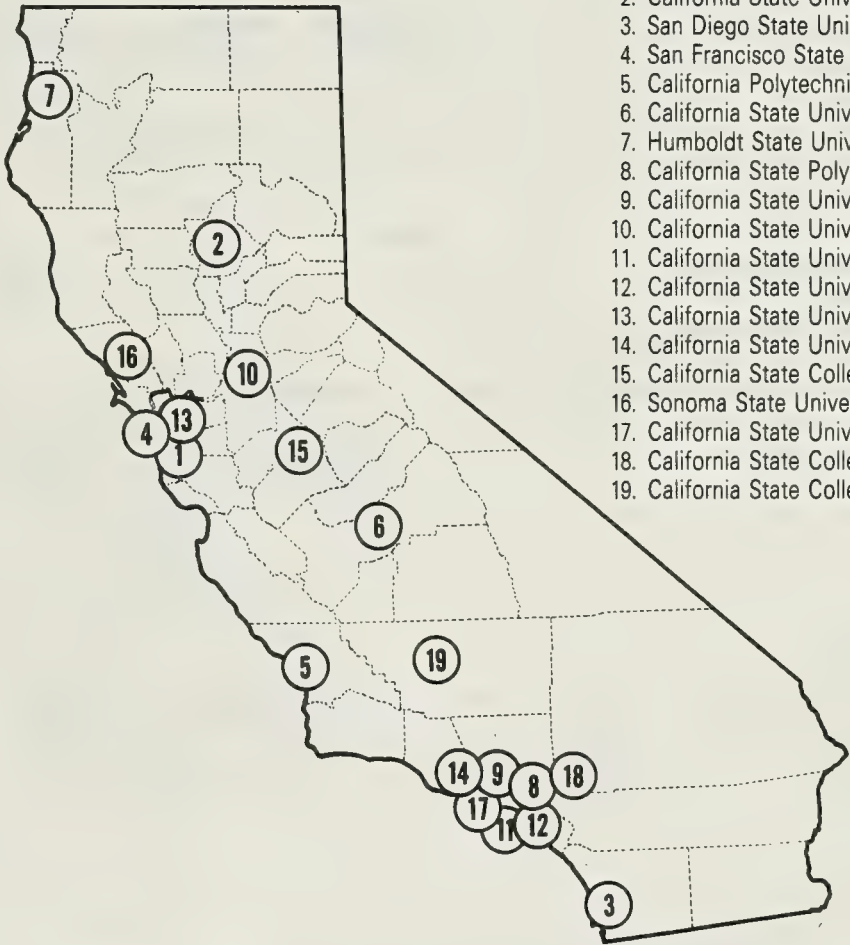 2. California State Univ
3. San Diego State Uni
4. San Francisco State
5. California Polytechni
6. California State Univ
7. Humboldt State Univ
8. California State Poly
9. California State Univ
10. California State Univ
11. California State Univ
12. California State Univ
13. California State Univ
14. California State Univ
15. California State Colle
16. Sonoma State Unive
17. California State Univ
18. California State Colle
19. California State Colle
7
2
16
10
13
4
1
15
6
5
19
14
9
8
18
17
11
12
3